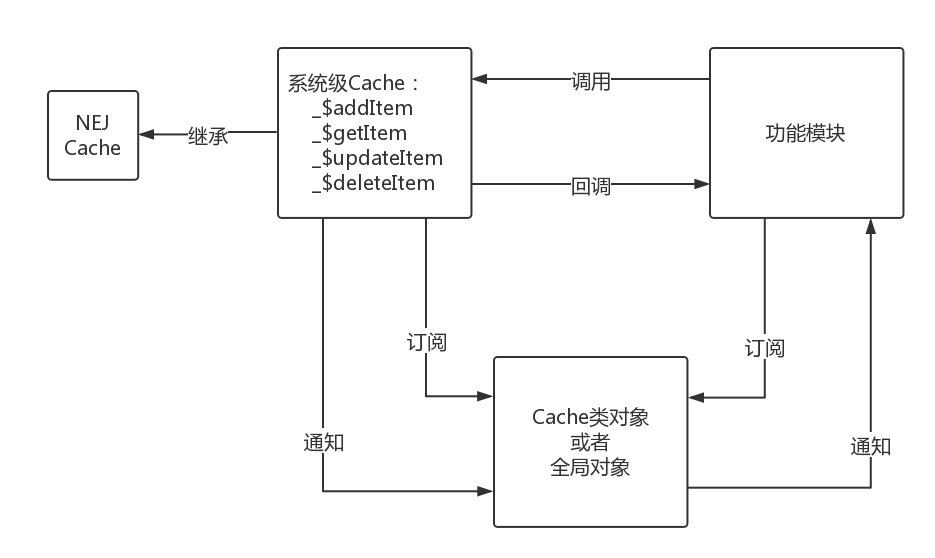 NEJ
Cache
继承
系统级Cache：
_$addItem
_$getItem
_$updateItem
_$deleteItem
调用
回调
功能模块
订阅
通知
Cache类对象
或者
全局对象
订阅
通知